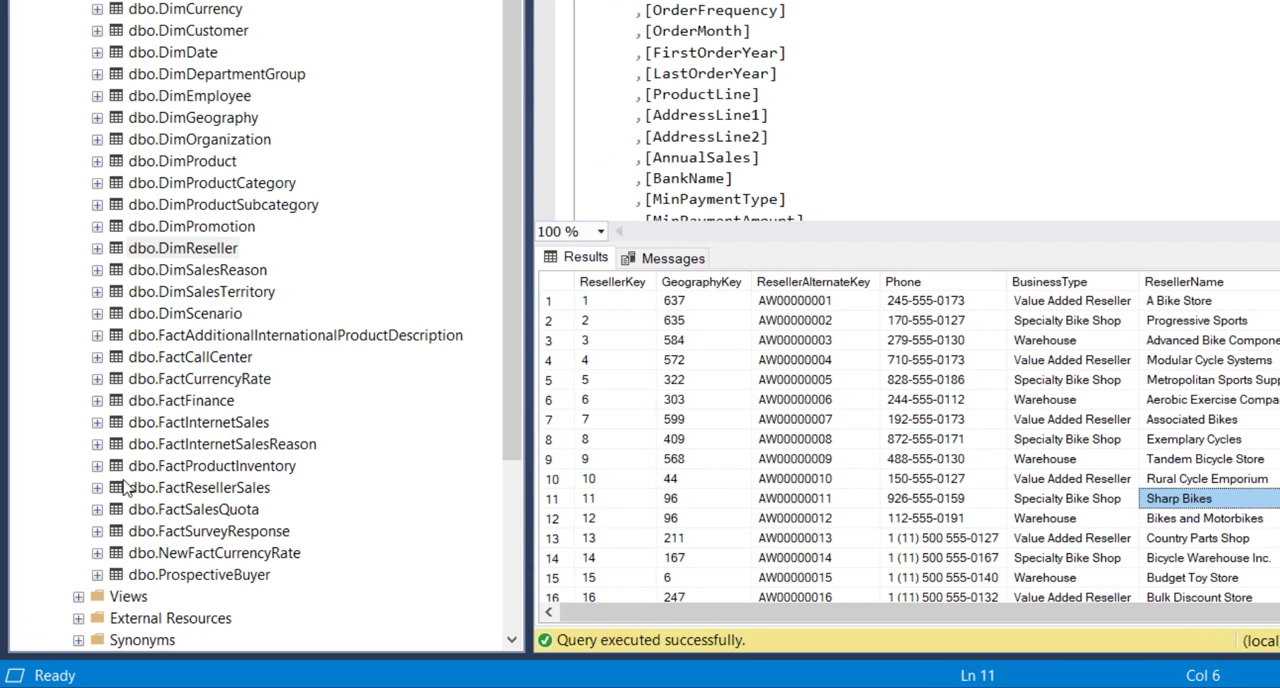 dbo.DimCurrency
dbo.DimCustomer
dbo.DimDate
dbo.DimDepartmentGroup
dbo.DimEmployee
dbo.DimGeography
dbo.DimOrganization
dbo.DimProduct
dbo.DimProductCategory
dbo.DimProductSubcategory
dbo.DimPromotion
dbo.DimReseller
dbo.DimSalesReason
dbo.DimSalesTerritory
dbo.DimScenario
dbo.FactAdditionalInternationalProductDescription
dbo.FactCallCenter
dbo.FactCurrencyRate
dbo.FactFinance
dbo.FactInternetSales
dbo.FactInternetSalesReason
dbo.FactProductInventory
dbo.FactResellerSales
dbo.FactSalesQuota
dbo.FactSurveyResponse
dbo.NewFactCurrencyRate
dbo.ProspectiveBuyer
Views
External Resources
Synonyms
,[OrderFrequency]
,[OrderMonth]
,[FirstOrderYear]
,[LastOrderYear]
,[ProductLine]
,[AddressLine1]
,[AddressLine2]
,[AnnualSales]
,[BankName]
,[MinPaymentType]
,[MinPaymentAmount]
100 %
Results Messages
ResellerKey GeographyKey ResellerAlternateKey Phone BusinessType ResellerName
1 1 637 AW00000001 245-555-0173 Value Added Reseller A Bike Store
2 2 635 AW00000002 170-555-0127 Specialty Bike Shop Progressive Sports
3 3 584 AW00000003 279-555-0130 Warehouse Advanced Bike Compone
4 4 572 AW00000004 710-555-0173 Value Added Reseller Modular Cycle Systems
5 5 322 AW00000005 828-555-0186 Specialty Bike Shop Metropolitan Sports Supp
6 6 303 AW00000006 244-555-0112 Warehouse Aerobic Exercise Compa
7 7 599 AW00000007 192-555-0173 Value Added Reseller Associated Bikes
8 8 409 AW00000008 872-555-0171 Specialty Bike Shop Exemplary Cycles
9 9 568 AW00000009 488-555-0130 Warehouse Tandem Bicycle Store
10 10 44 AW00000010 150-555-0127 Value Added Reseller Rural Cycle Emporium
11 11 96 AW00000011 926-555-0159 Specialty Bike Shop Sharp Bikes
12 12 96 AW00000012 112-555-0191 Warehouse Bikes and Motorbikes
13 13 211 AW00000013 1 (11) 500 555-0127 Value Added Reseller Country Parts Shop
14 14 167 AW00000014 1 (11) 500 555-0167 Specialty Bike Shop Bicycle Warehouse Inc.
15 15 6 AW00000015 1 (11) 500 555-0140 Warehouse Budget Toy Store
16 16 247 AW00000016 1 (11) 500 555-0132 Value Added Reseller Bulk Discount Store
Query executed successfully. (local
Ready Ln 11 Col 6